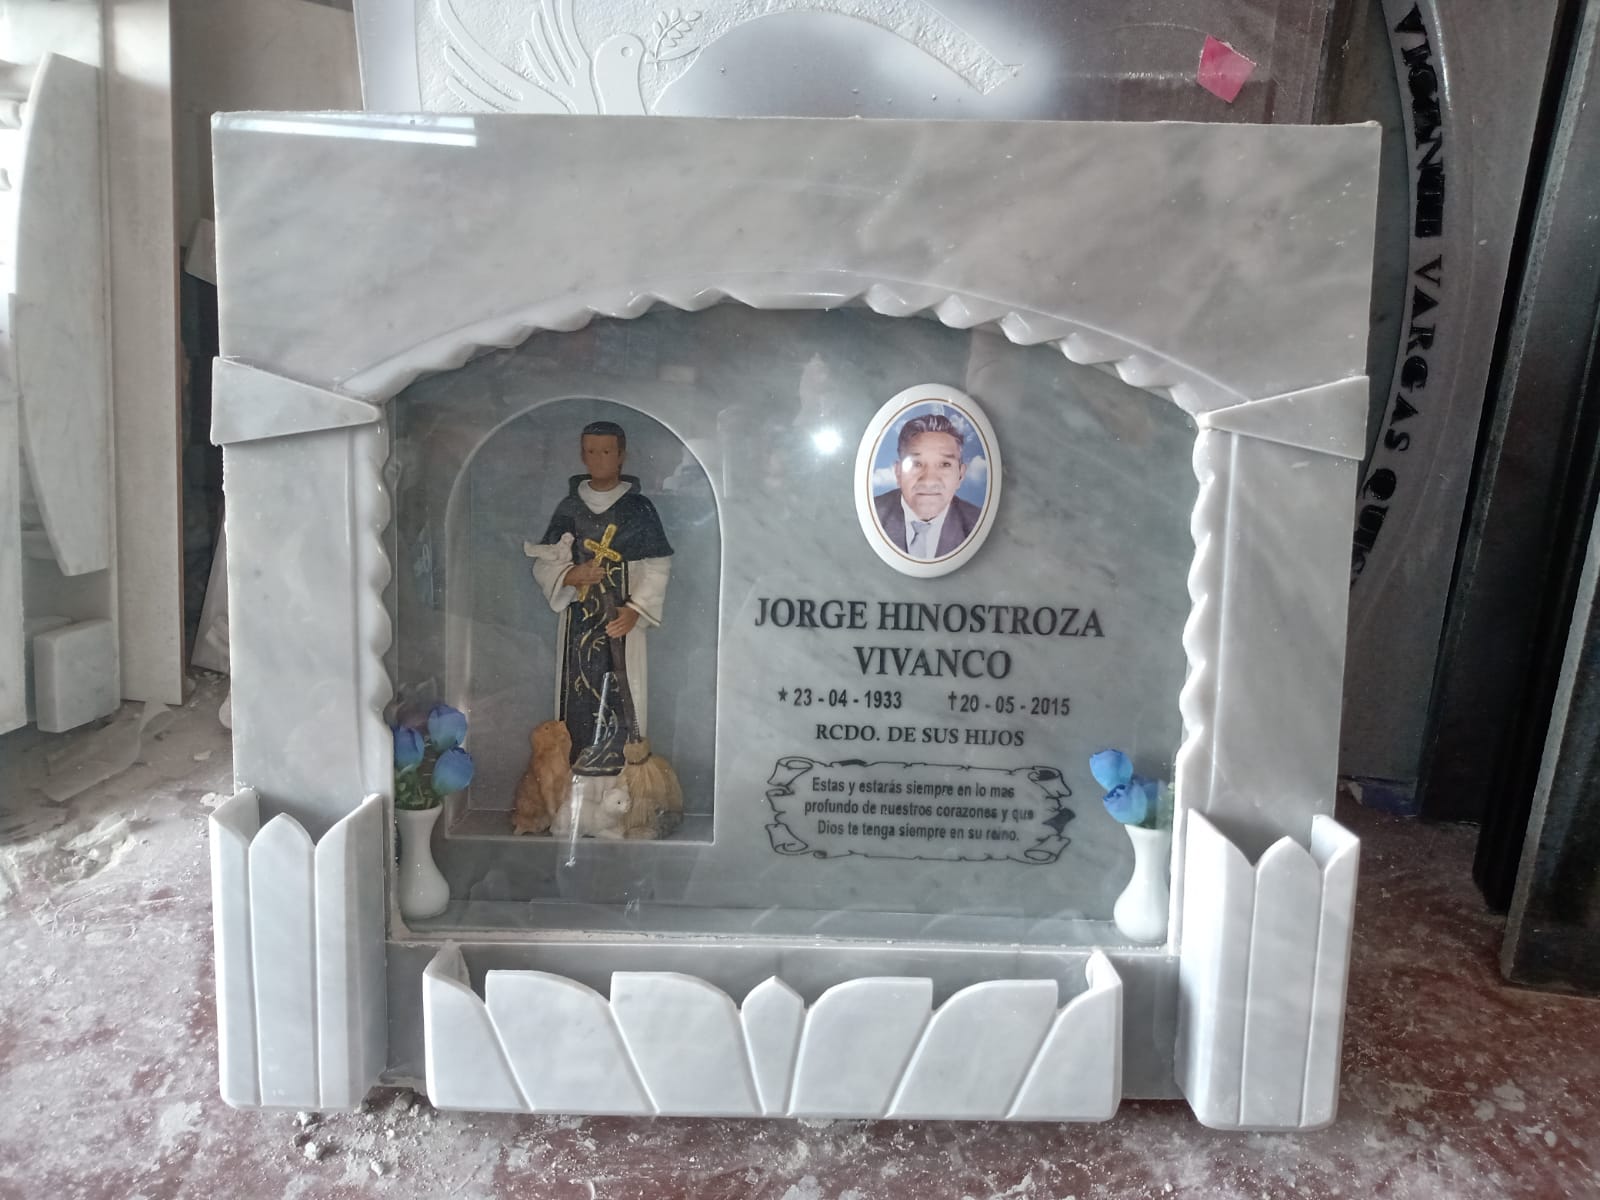 JORGE HINOSTROZA
VIVANCO
* 23 - 04 - 1933 † 20 - 05 - 2015
RCDO. DE SUS HIJOS
Estas y estarás siempre en lo mas
profundo de nuestros corazones y que
Dios te tenga siempre en su reino.
VARGAS